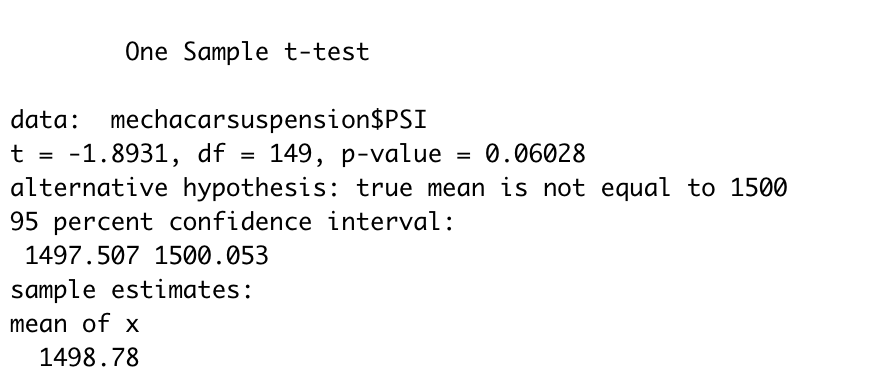 One Sample t-test
data:  mechacarsuspension$PSI
t = -1.8931, df = 149, p-value = 0.06028
alternative hypothesis: true mean is not equal to 1500
95 percent confidence interval:
1497.507 1500.053
sample estimates:
mean of x
1498.78